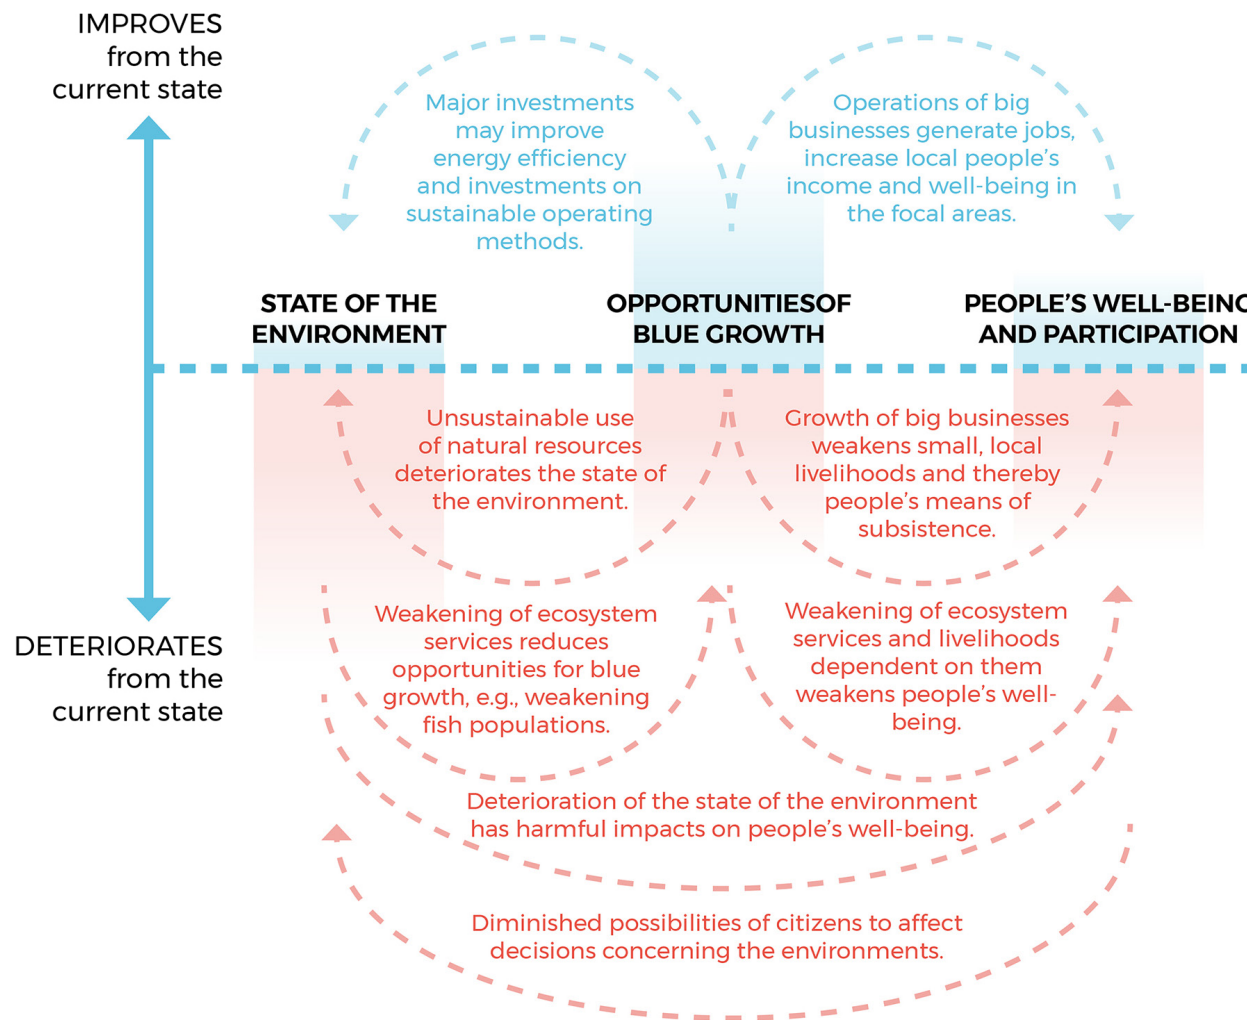 IMPROVES
from the
current state
Major investments
may improve
energy efficiency
and investments on
sustainable operating
methods.
Operations of big
businesses generate jobs,
increase local people's
income and well-being in
the focal areas.
STATE OF THE
ENVIRONMENT
OPPORTUNITIESOF
BLUE GROWTH
PEOPLE'S WELL-BEING
AND PARTICIPATION
Unsustainable use
of natural resources
deteriorates the state of
the environment.
Growth of big businesses
weakens small, local
livelihoods and thereby
people's means of
subsistence.
DETERIORATES
from the
current state
Weakening of ecosystem
services reduces
opportunities for blue
growth, e.g., weakening
fish populations.
Weakening of ecosystem
services and livelihoods
dependent on them
weakens people's well-
being.
Deterioration of the state of the environment
has harmful impacts on people's well-being.
Diminished possibilities of citizens to affect
decisions concerning the environments.